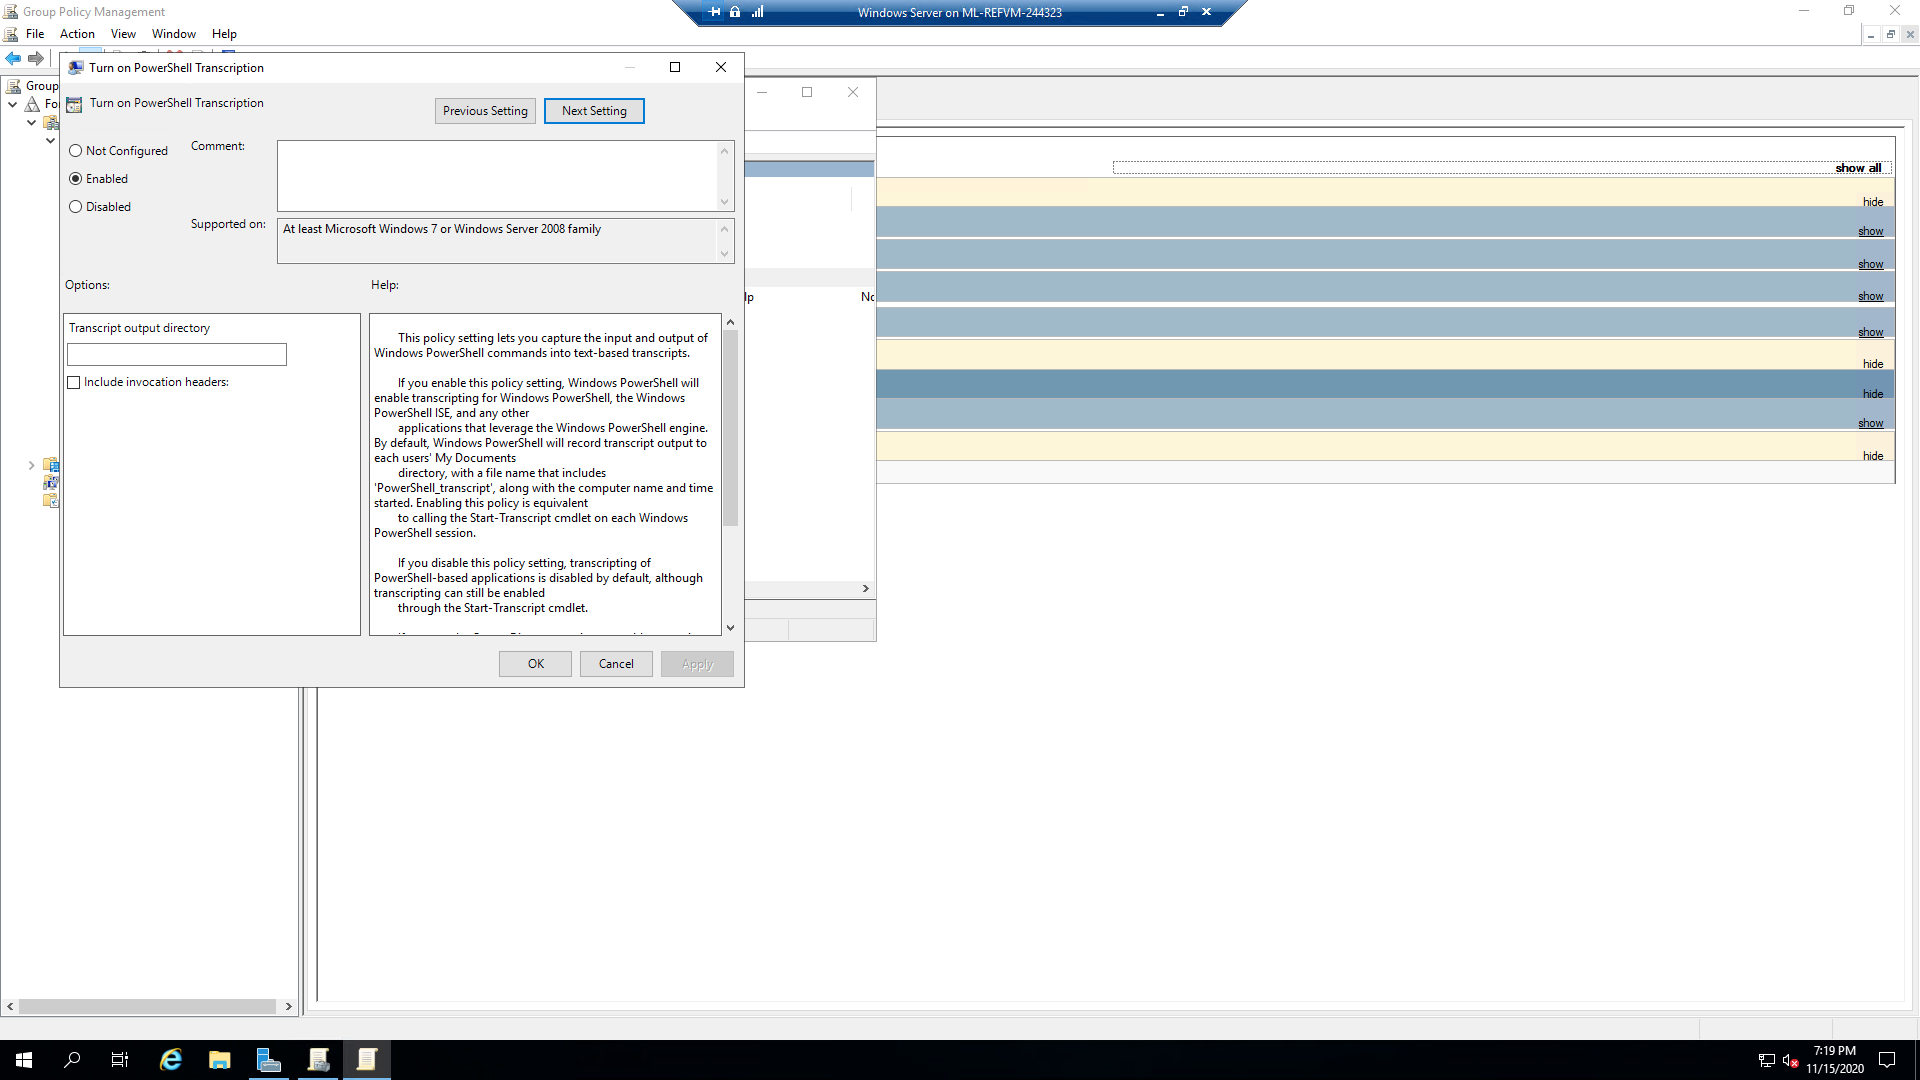 Group Policy Management
Windows Server on ML-REFVM-244323
File Action View Window Help
Turn on PowerShell Transcription
Group
Fo
Turn on PowerShell Transcription
Previous Setting
Next Setting
Not Configured
Enabled
Disabled
Comment:
Supported on:
At least Microsoft Windows 7 or Windows Server 2008 family
Options:
Help:
Transcript output directory
Include invocation headers:
This policy setting lets you capture the input and output of
Windows PowerShell commands into text-based transcripts.
If you enable this policy setting, Windows PowerShell will
enable transcripting for Windows PowerShell, the Windows
PowerShell ISE, and any other
applications that leverage the Windows PowerShell engine.
By default, Windows PowerShell will record transcript output to
each users' My Documents
directory, with a file name that includes
'PowerShell_transcript', along with the computer name and time
started. Enabling this policy is equivalent
to calling the Start-Transcript cmdlet on each Windows
PowerShell session.
If you disable this policy setting, transcripting of
PowerShell-based applications is disabled by default, although
transcripting can still be enabled
through the Start-Transcript cmdlet.
OK
Cancel
Apply
lp
No
show all
hide
show
show
show
show
hide
hide
show
hide
7:19 PM
11/15/2020